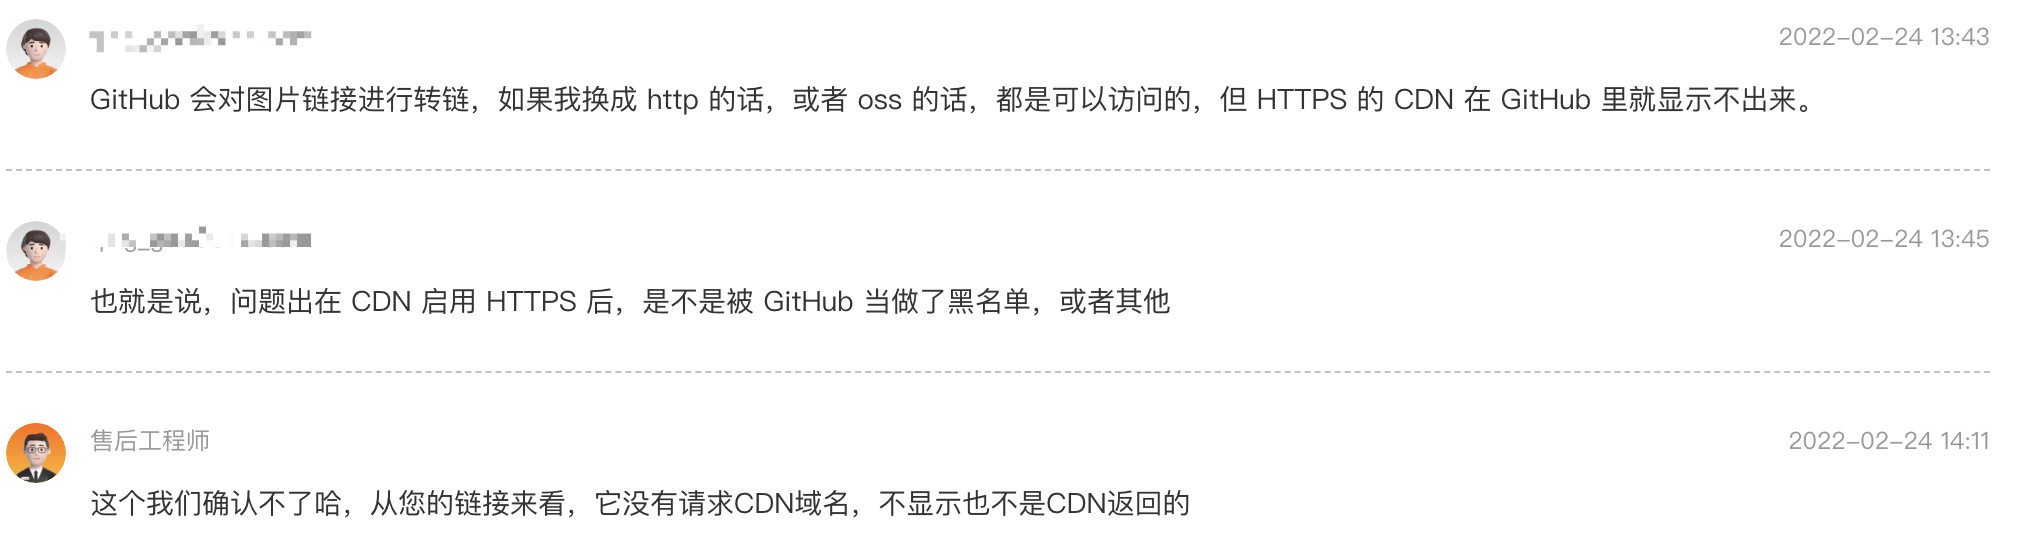 2022-02-24 13:43
GitHub 会对图片链接进行转链，如果我换成 http 的话，或者 oss 的话，都是可以访问的，但 HTTPS 的 CDN 在 GitHub 里就显示不出来。
2022-02-24 13:45
也就是说，问题出在 CDN 启用 HTTPS 后，是不是被 GitHub 当做了黑名单，或者其他
售后工程师
2022-02-24 14:11
这个我们确认不了哈，从您的链接来看，它没有请求CDN域名，不显示也不是CDN返回的